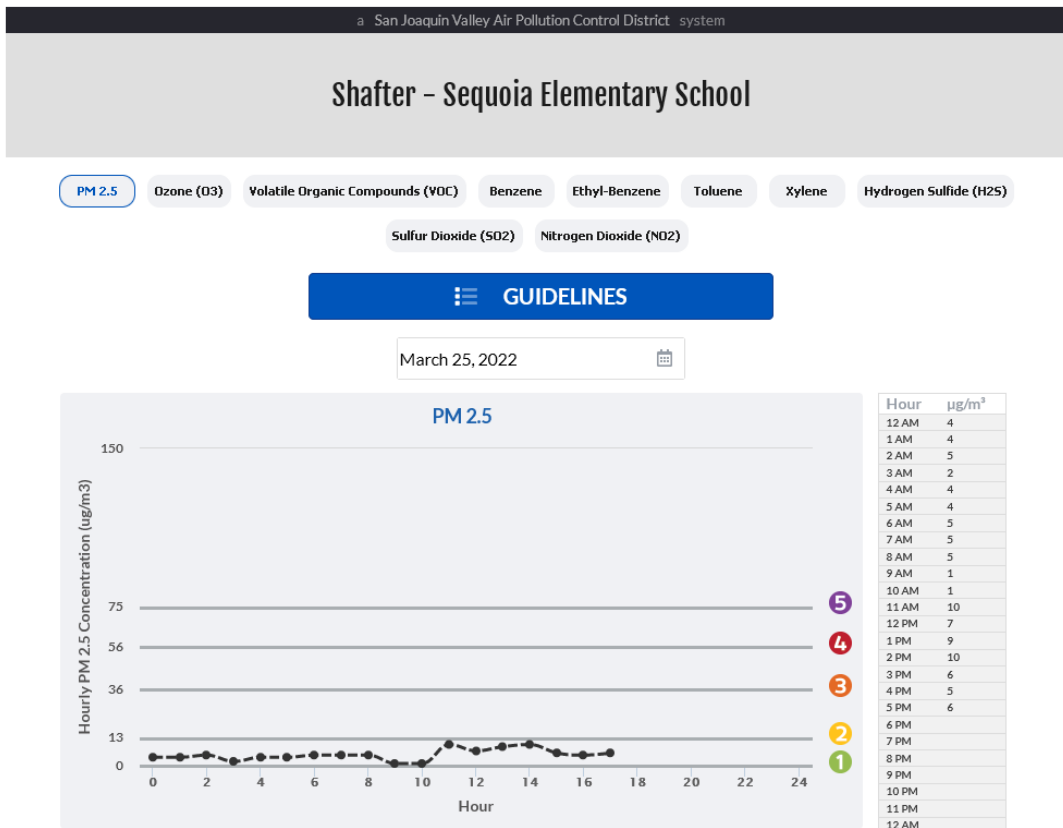 a San Joaquin Valley Air Pollution Control District system
Shafter - Sequoia Elementary School
PM 2.5 Ozone (O3) Volatile Organic Compounds (VOC) Benzene Ethyl-Benzene Toluene Xylene Hydrogen Sulfide (H2S)
Sulfur Dioxide (SO2) Nitrogen Dioxide (NO2)
GUIDELINES
March 25, 2022
PM 2.5
Hourly PM 2.5 Concentration (ug/m3)
150
75
56
36
13
0
5
4
3
2
1
0 2 4 6 8 10 12 14 16 18 20 22 24
Hour
Hour µg/m³
12 AM 4
1 AM 4
2 AM 5
3 AM 2
4 AM 4
5 AM 4
6 AM 5
7 AM 5
8 AM 5
9 AM 1
10 AM 1
11 AM 10
12 PM 7
1 PM 9
2 PM 10
3 PM 6
4 PM 5
5 PM 6
6 PM
7 PM
8 PM
9 PM
10 PM
11 PM
12 AM